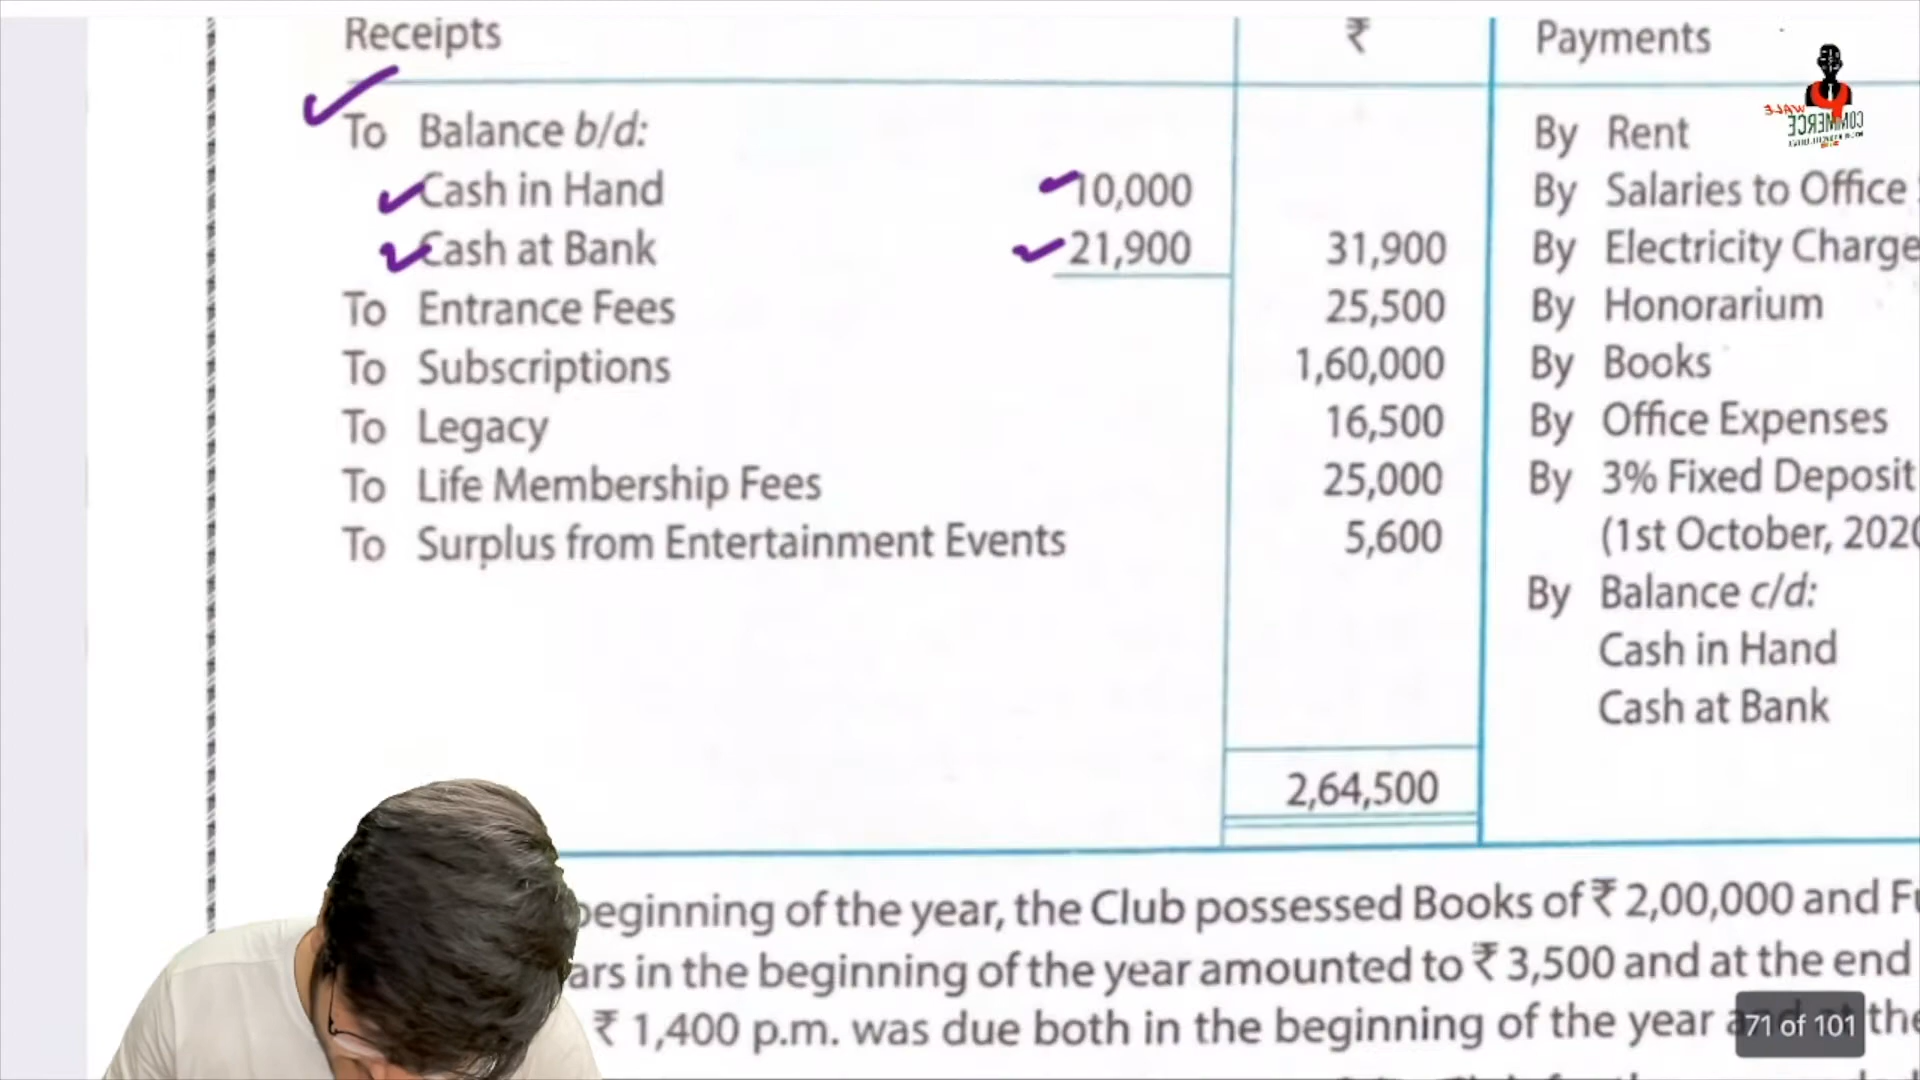 Receipts ₹ Payments
To Balance b/d: By Rent
Cash in Hand 10,000 By Salaries to Office
Cash at Bank 21,900 31,900 By Electricity Charge
To Entrance Fees 25,500 By Honorarium
To Subscriptions 1,60,000 By Books
To Legacy 16,500 By Office Expenses
To Life Membership Fees 25,000 By 3% Fixed Deposit
To Surplus from Entertainment Events 5,600 (1st October, 202
By Balance c/d:
Cash in Hand
Cash at Bank
2,64,500
beginning of the year, the Club possessed Books of ₹ 2,00,000 and Fu
ars in the beginning of the year amounted to ₹ 3,500 and at the end
₹ 1,400 p.m. was due both in the beginning of the year and at the
71 of 101
COMMERCE
WALE